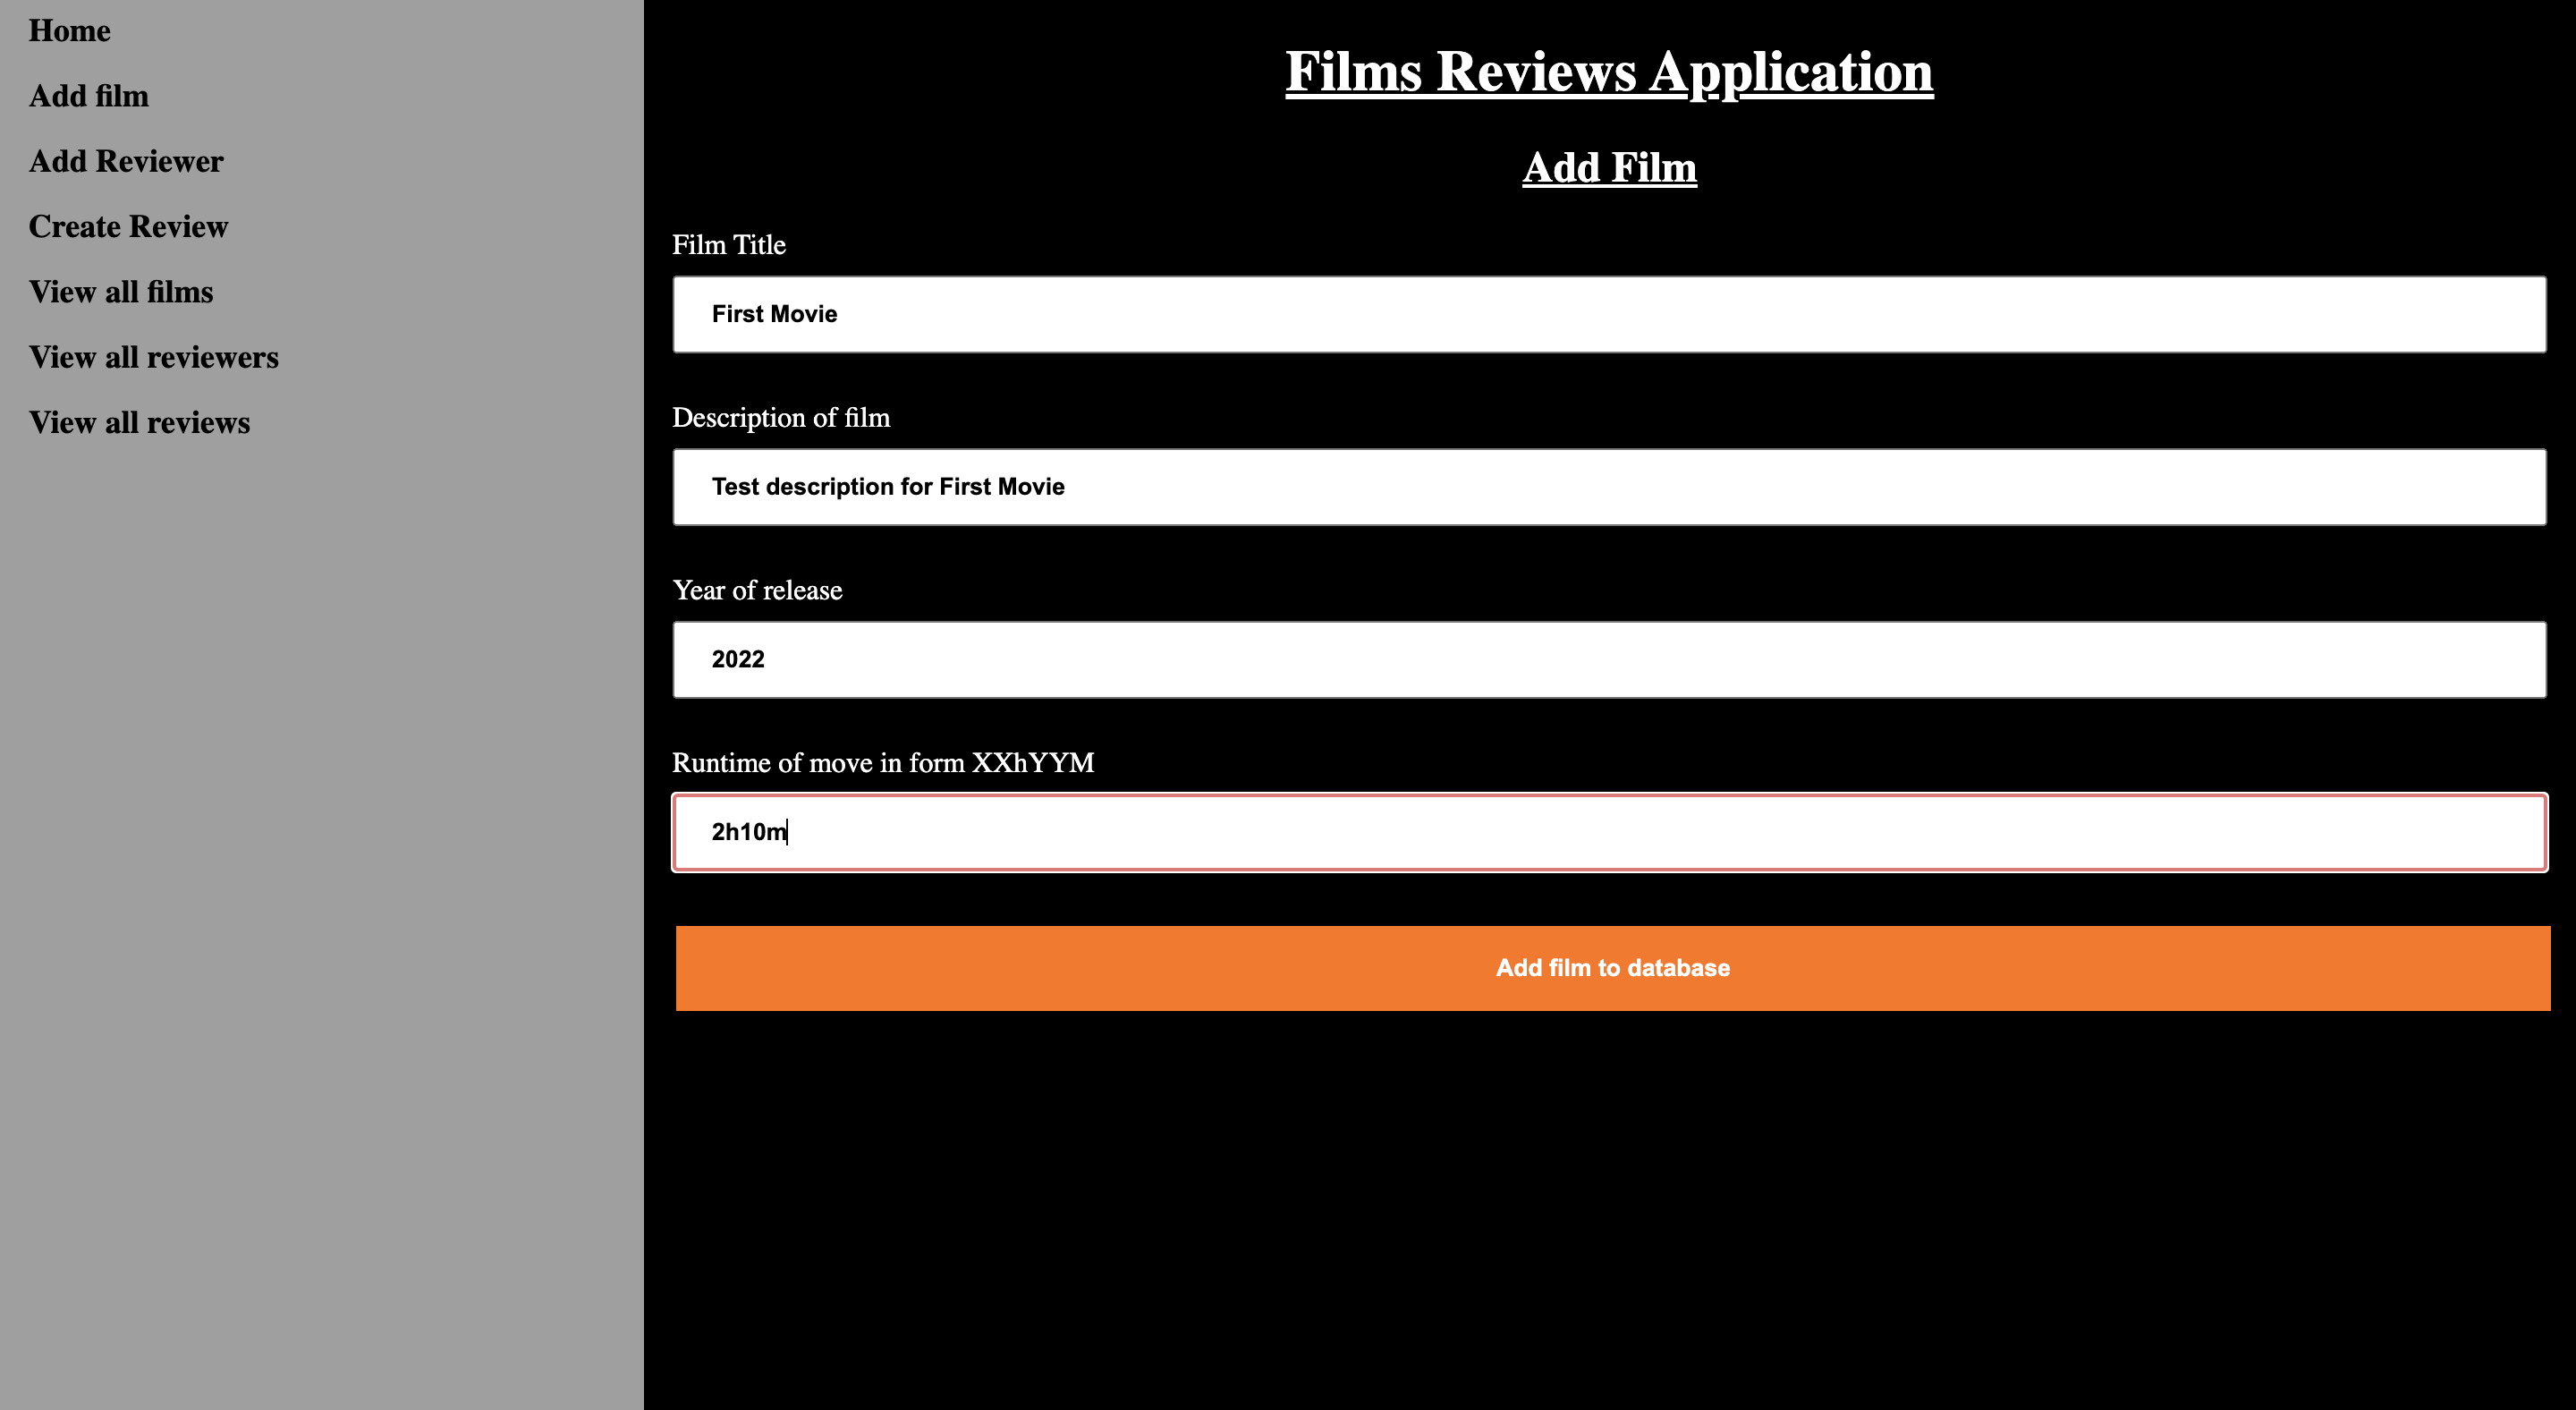 Home
Add film
Add Reviewer
Create Review
View all films
View all reviewers
View all reviews
Films Reviews Application
Add Film
Film Title
First Movie
Description of film
Test description for First Movie
Year of release
2022
Runtime of move in form XXhYYM
2h10m
Add film to database